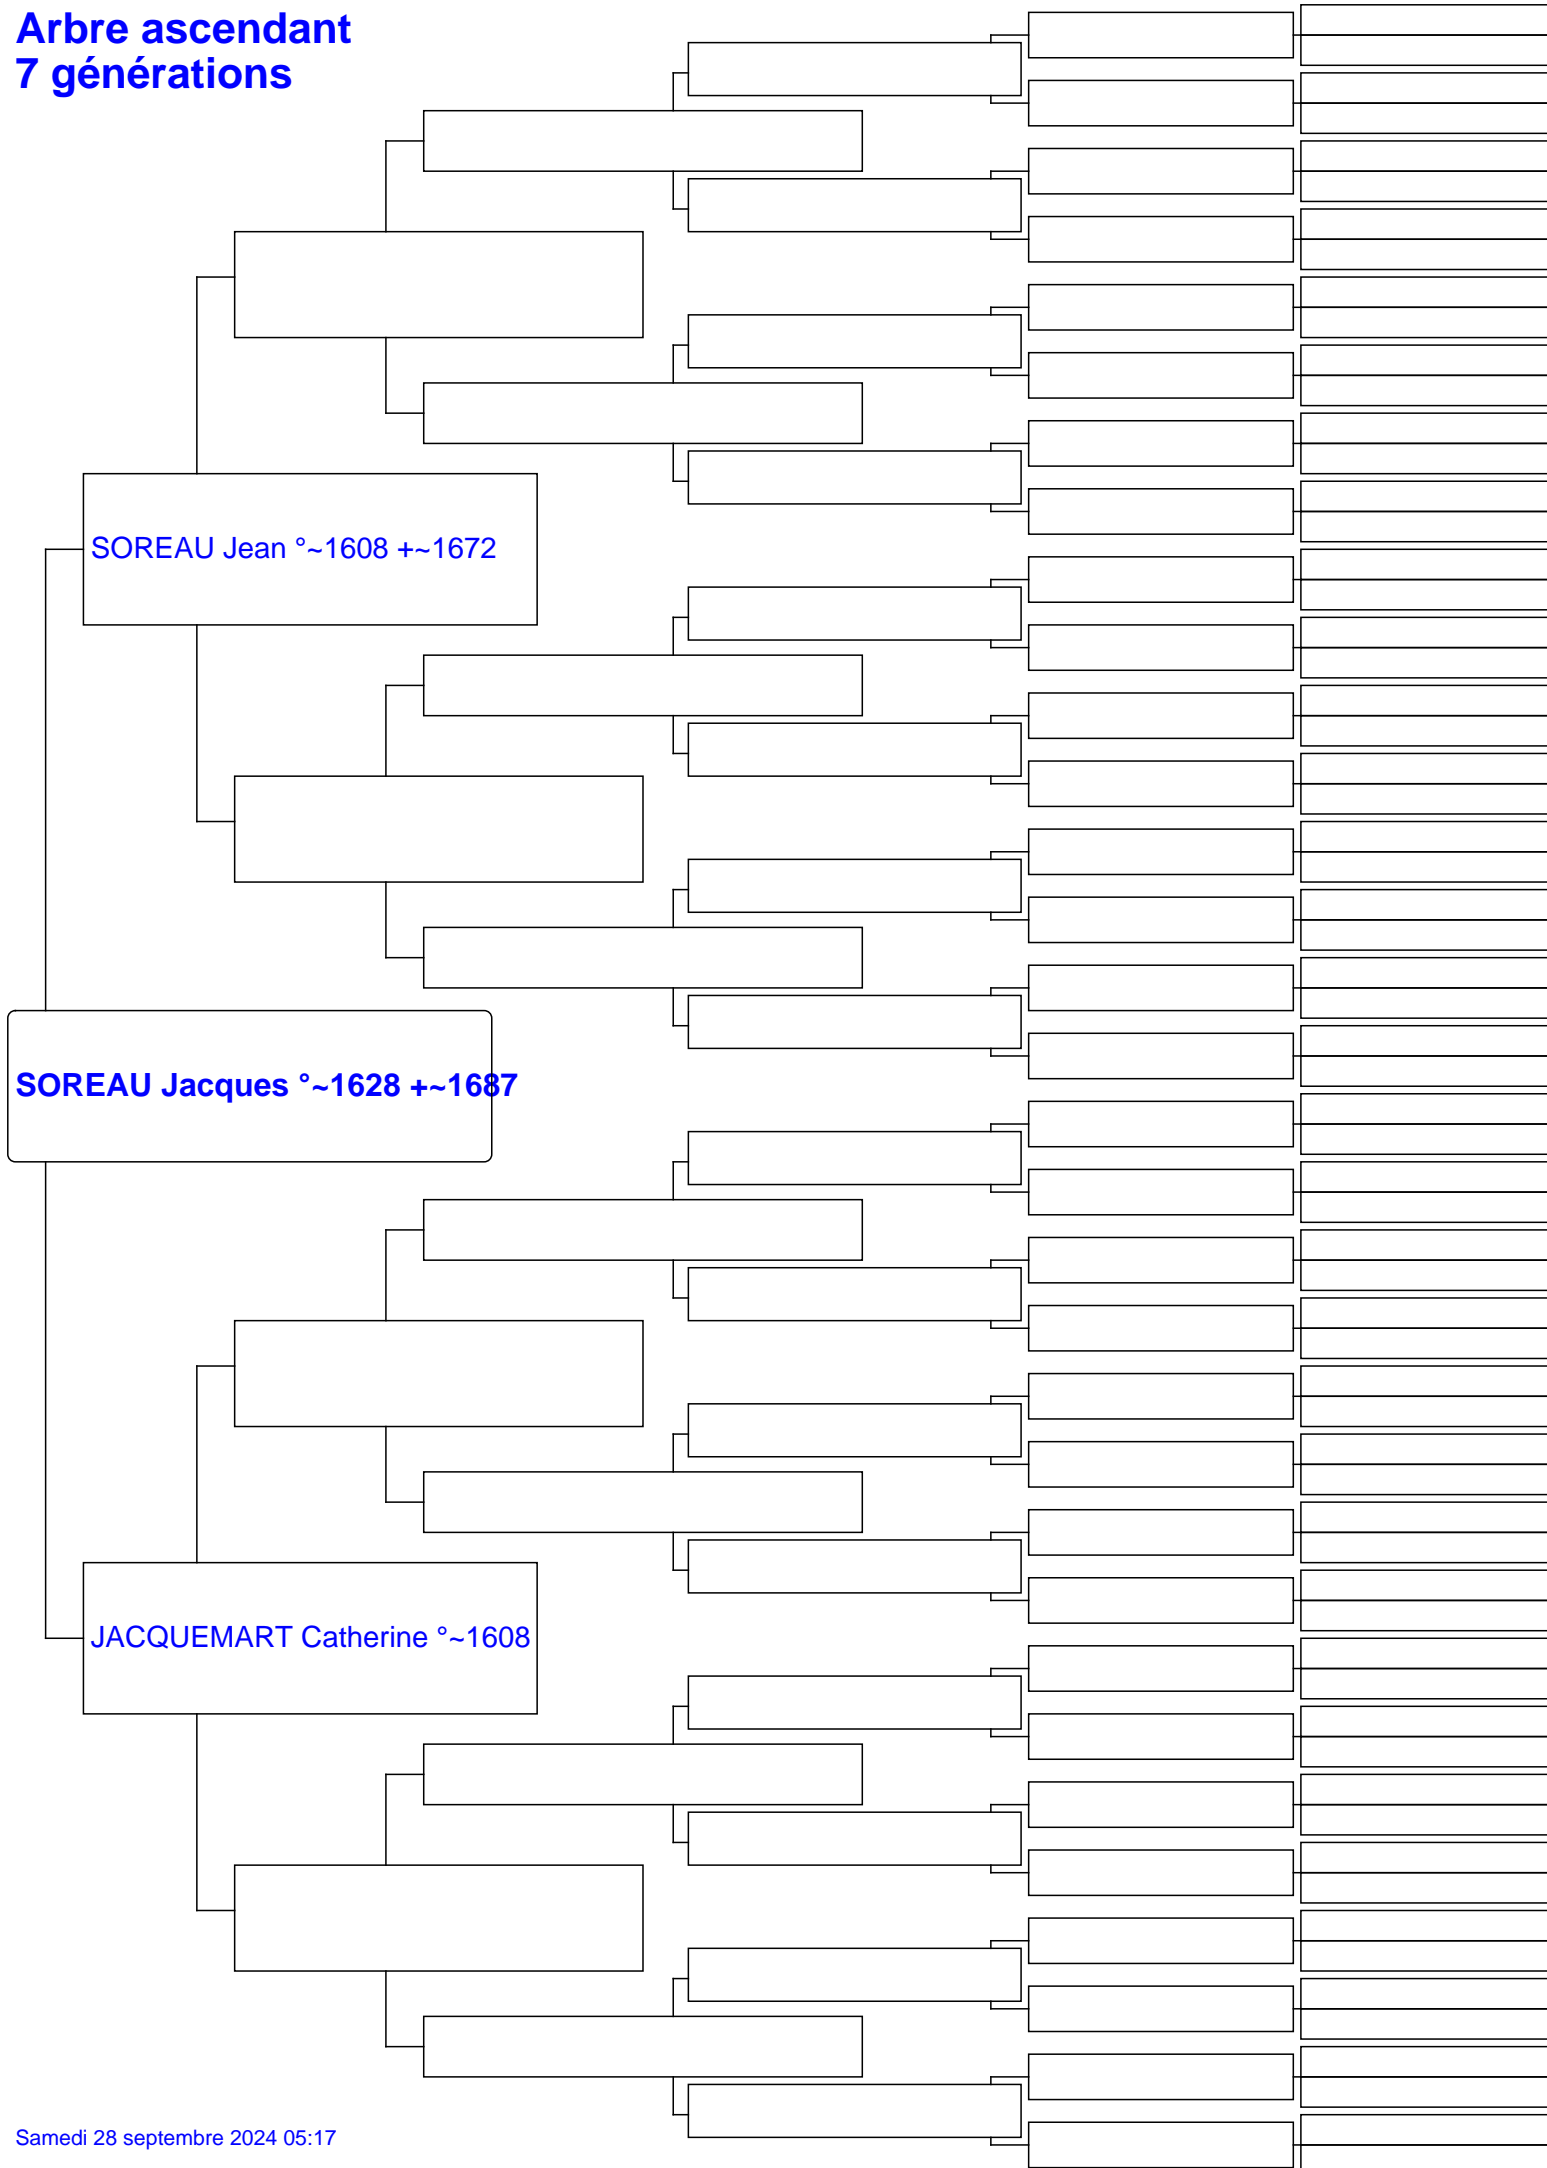 Arbre ascendant
7 générations
SOREAU Jean °~1608 +~1672
SOREAU Jacques °~1628 +~1687
JACQUEMART Catherine °~1608
Samedi 28 septembre 2024 05:17